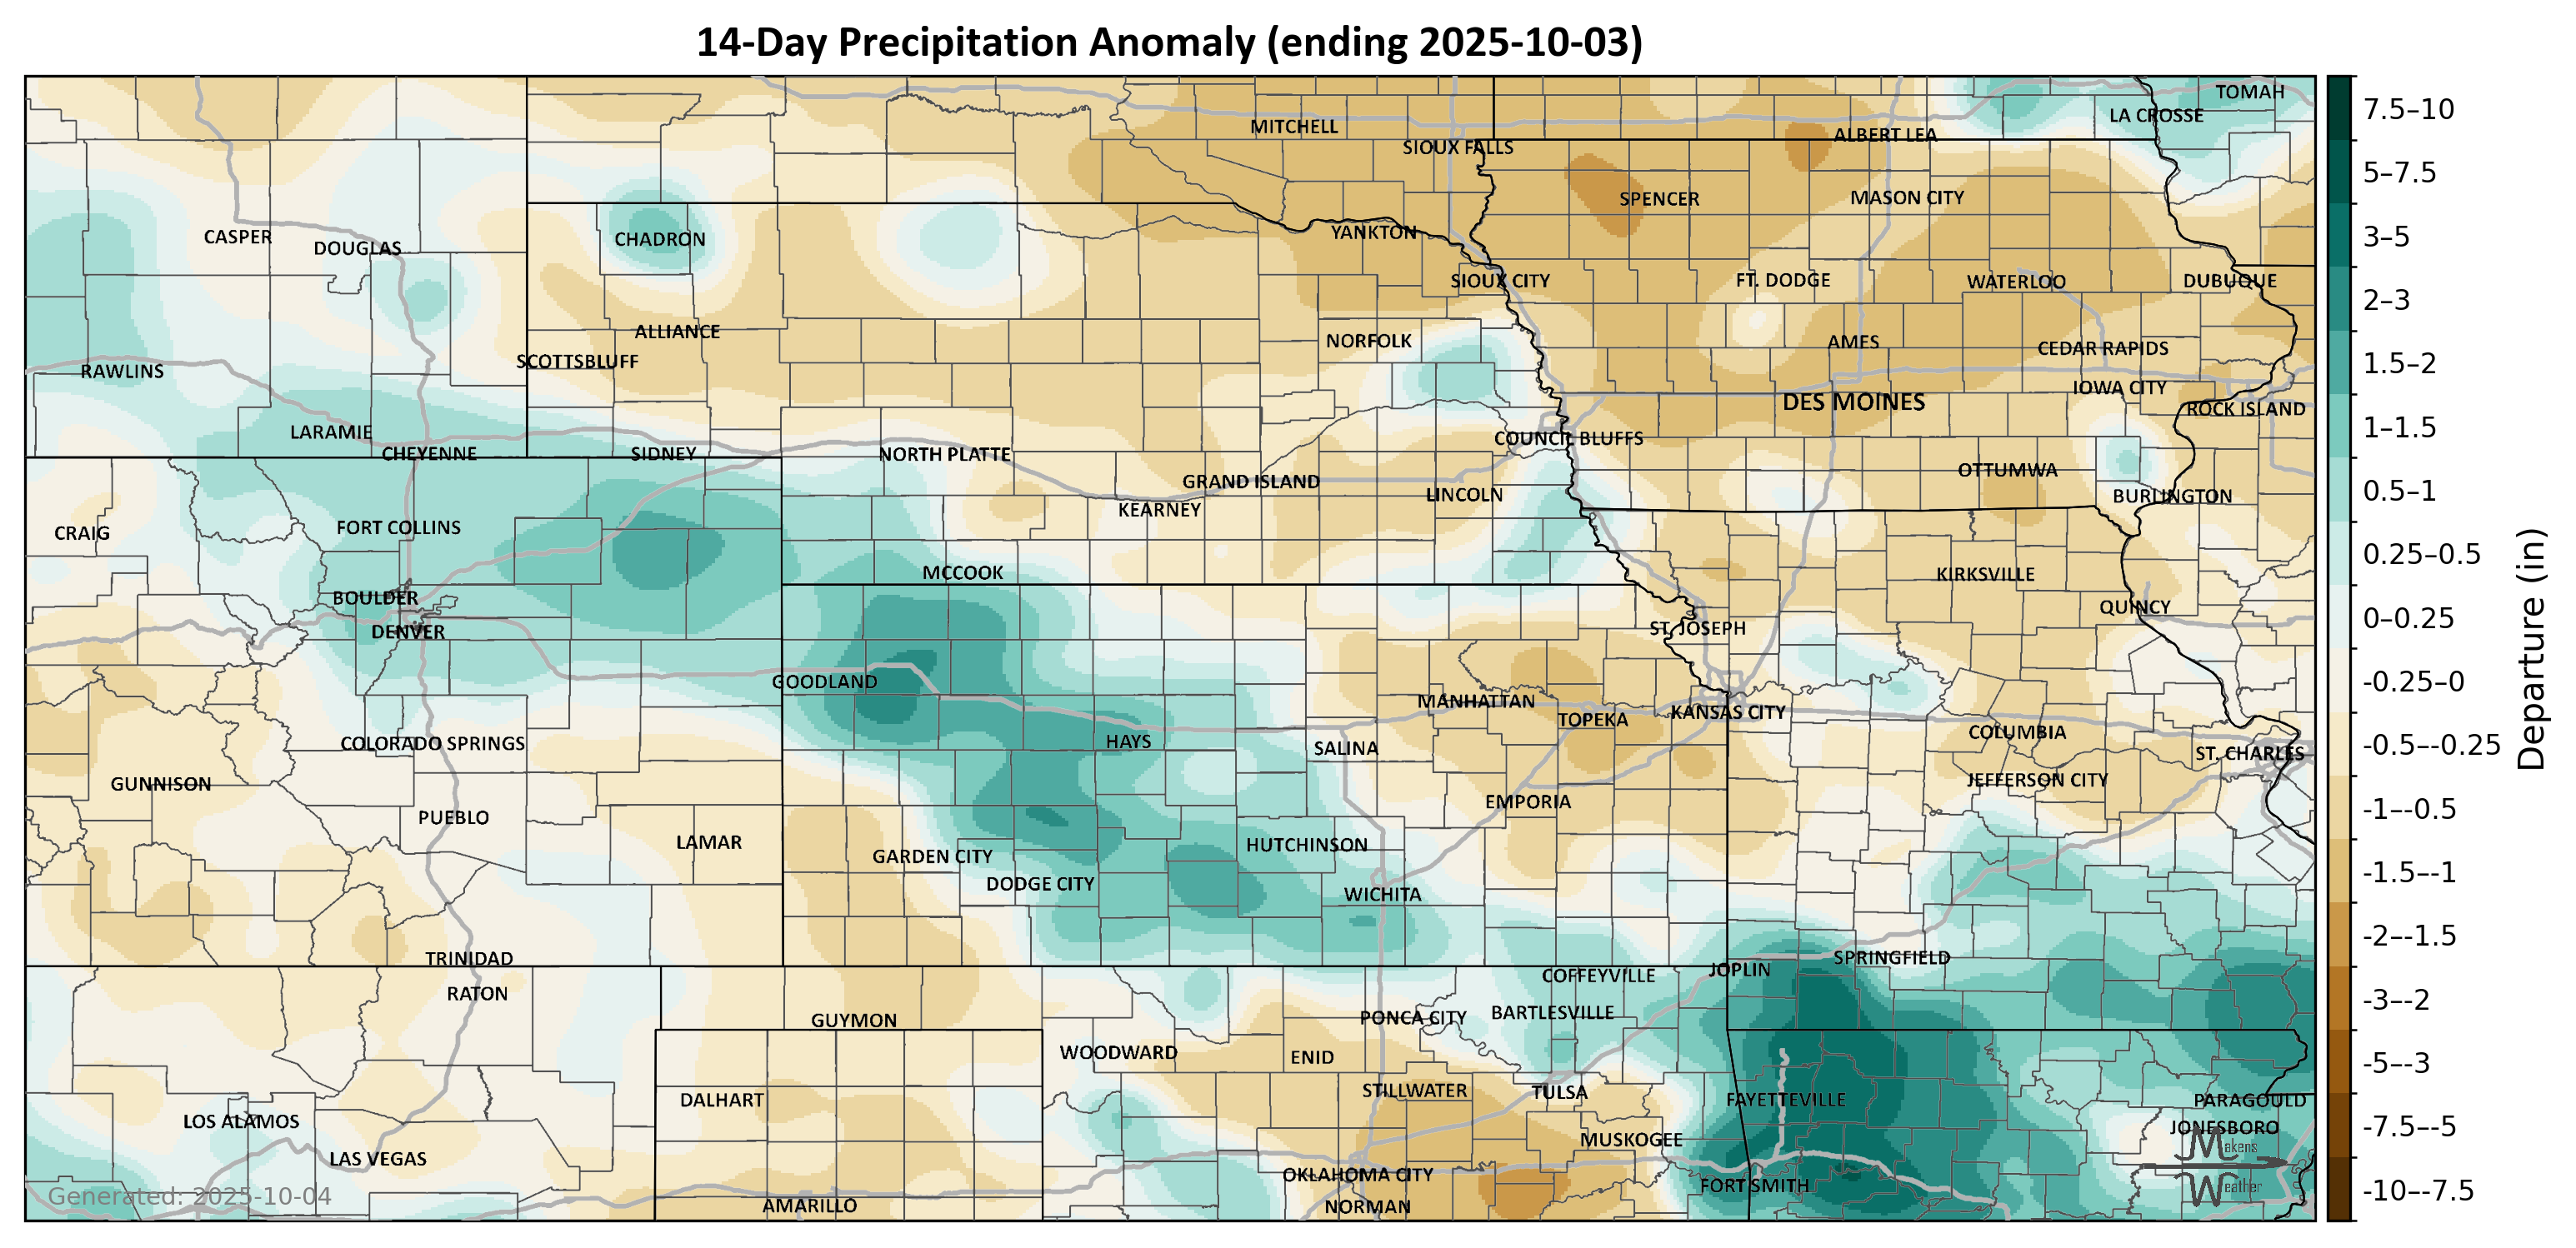 14-Day Precipitation Anomaly (ending 2025-10-03)
TOMAH
LA CROSSE
MITCHELL
ALBERT LEA
SIOUX FALLS
SPENCER
MASON CITY
CASPER
DOUGLAS
CHADRON
YANKTON
SIOUX CITY
FT. DODGE
WATERLOO
DUBUQUE
ALLIANCE
NORFOLK
AMES
CEDAR RAPIDS
SCOTTSBLUFF
RAWLINS
IOWA CITY
DES MOINES
ROCK ISLAND
LARAMIE
COUNCIL BLUFFS
CHEYENNE
SIDNEY
NORTH PLATTE
OTTUMWA
GRAND ISLAND
LINCOLN
BURLINGTON
KEARNEY
CRAIG
FORT COLLINS
MCCOOK
KIRKSVILLE
BOULDER
QUINCY
DENVER
ST. JOSEPH
GOODLAND
MANHATTAN
TOPEKA
KANSAS CITY
COLUMBIA
COLORADO SPRINGS
HAYS
SALINA
ST. CHARLES
GUNNISON
JEFFERSON CITY
EMPORIA
PUEBLO
LAMAR
HUTCHINSON
GARDEN CITY
DODGE CITY
WICHITA
TRINIDAD
SPRINGFIELD
JOPLIN
COFFEYVILLE
RATON
BARTLESVILLE
GUYMON
PONCA CITY
WOODWARD
ENID
STILLWATER
TULSA
DALHART
FAYETTEVILLE
PARAGOULD
LOS ALAMOS
JONESBORO
MUSKOGEE
LAS VEGAS
OKLAHOMA CITY
FORT SMITH
AMARILLO
NORMAN
Generated: 2025-10-04
Makens
Weather
7.5–10
5–7.5
3–5
2–3
1.5–2
1–1.5
0.5–1
0.25–0.5
0–0.25
-0.25–0
-0.5–-0.25
-1–-0.5
-1.5–-1
-2–-1.5
-3–-2
-5–-3
-7.5–-5
-10–-7.5
Departure (in)